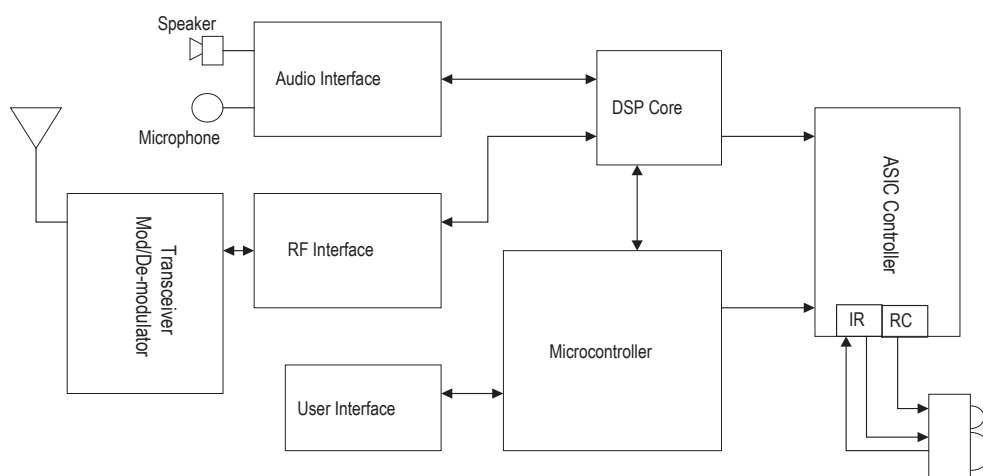 Speaker
Audio Interface
Microphone
DSP Core
ASIC Controller
Transceiver
Mod/De-modulator
RF Interface
IR
RC
Microcontroller
User Interface